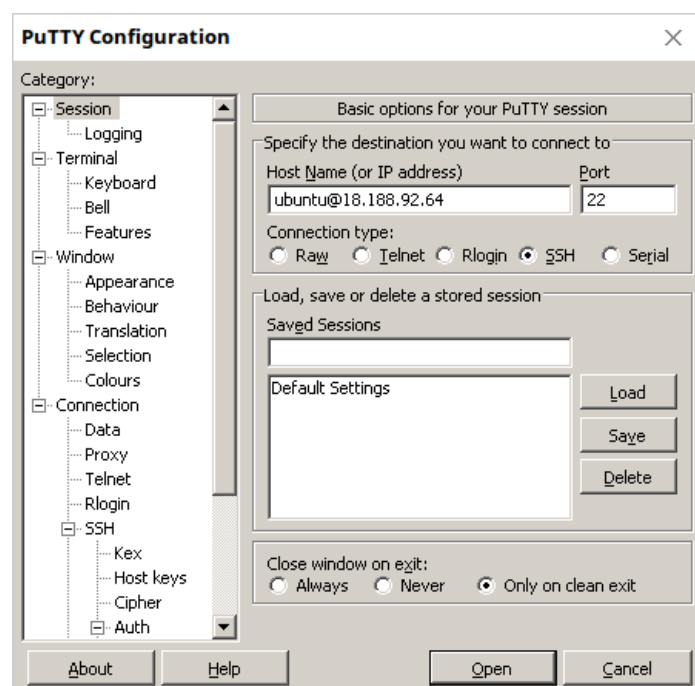 PuTTY Configuration
Category:
Session
Logging
Terminal
Keyboard
Bell
Features
Window
Appearance
Behaviour
Translation
Selection
Colours
Connection
Data
Proxy
Telnet
Rlogin
SSH
Kex
Host keys
Cipher
Auth
Basic options for your PuTTY session
Specify the destination you want to connect to
Host Name (or IP address) Port
ubuntu@18.188.92.64 22
Connection type:
Raw Telnet Rlogin SSH Serial
Load, save or delete a stored session
Saved Sessions
Default Settings
Load
Save
Delete
Close window on exit:
Always Never Only on clean exit
About Help Open Cancel